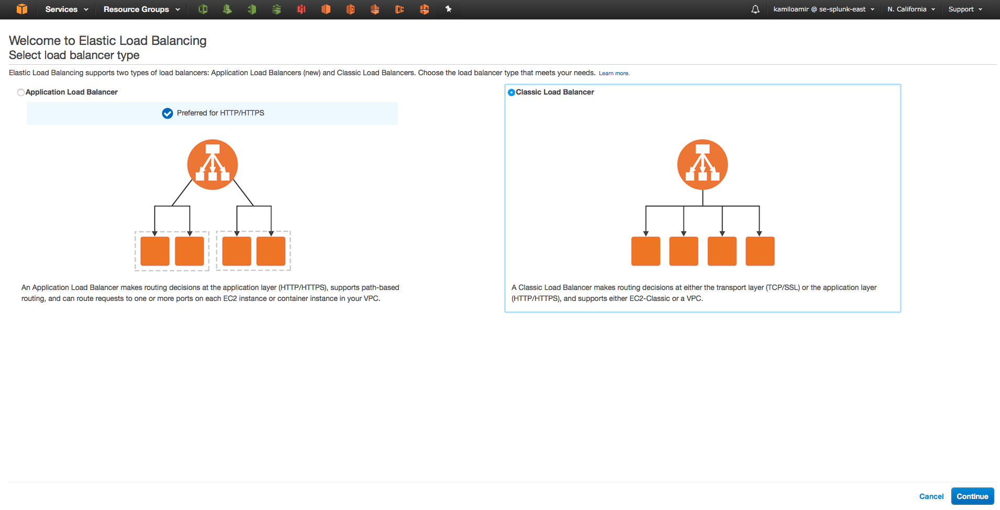 Services Resource Groups kamiloamir @ se-splunk-east N. California Support
Welcome to Elastic Load Balancing
Select load balancer type
Elastic Load Balancing supports two types of load balancers: Application Load Balancers (new) and Classic Load Balancers. Choose the load balancer type that meets your needs. Learn more.
Application Load Balancer
Preferred for HTTP/HTTPS
An Application Load Balancer makes routing decisions at the application layer (HTTP/HTTPS), supports path-based
routing, and can route requests to one or more ports on each EC2 instance or container instance in your VPC.
Classic Load Balancer
A Classic Load Balancer makes routing decisions at either the transport layer (TCP/SSL) or the application layer
(HTTP/HTTPS), and supports either EC2-Classic or a VPC.
Cancel Continue